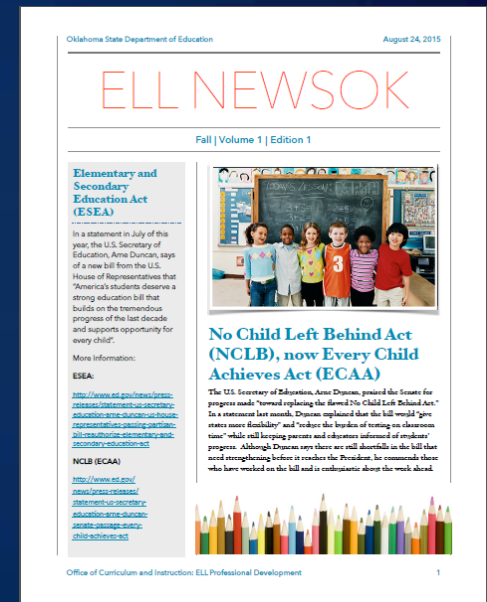 Oklahoma State Department of Education
August 24, 2015
ELL NEWSOK
Fall | Volume 1 | Edition 1
Elementary and
Secondary
Education Act
(ESEA)
In a statement in July of this
year, the U.S. Secretary of
Education, Arne Duncan, says
of a new bill from the U.S.
House of Representatives that
"America's students deserve a
strong education bill that
builds on the tremendous
progress of the last decade
and supports opportunity for
every child".
More Information:
ESEA:
http://www.ed.gov/news/press-
releases/statement-us-secretary-
education-arne-duncan-us-house-
representatives-passing-partisan-
bill-reauthorize-elementary-and-
secondary-education-act
NCLB (ECAA)
http://www.ed.gov/
news/press-releases/
statement-us-secretary-
education-arne-duncan-
senate-passage-every-
child-achieves-act
No Child Left Behind Act
(NCLB), now Every Child
Achieves Act (ECAA)
The U.S. Secretary of Education, Arne Duncan, praised the Senate for
progress made "toward replacing the flawed No Child Left Behind Act."
In a statement last month, Duncan explained that the bill would "give
states more flexibility" and "reduce the burden of testing on classroom
time" while still keeping parents and educators informed of students'
progress. Although Duncan says there are still shortfalls in the bill that
need strengthening before it reaches the President, he commends those
who have worked on the bill and is enthusiastic about the work ahead.
Office of Curriculum and Instruction: ELL Professional Development
1